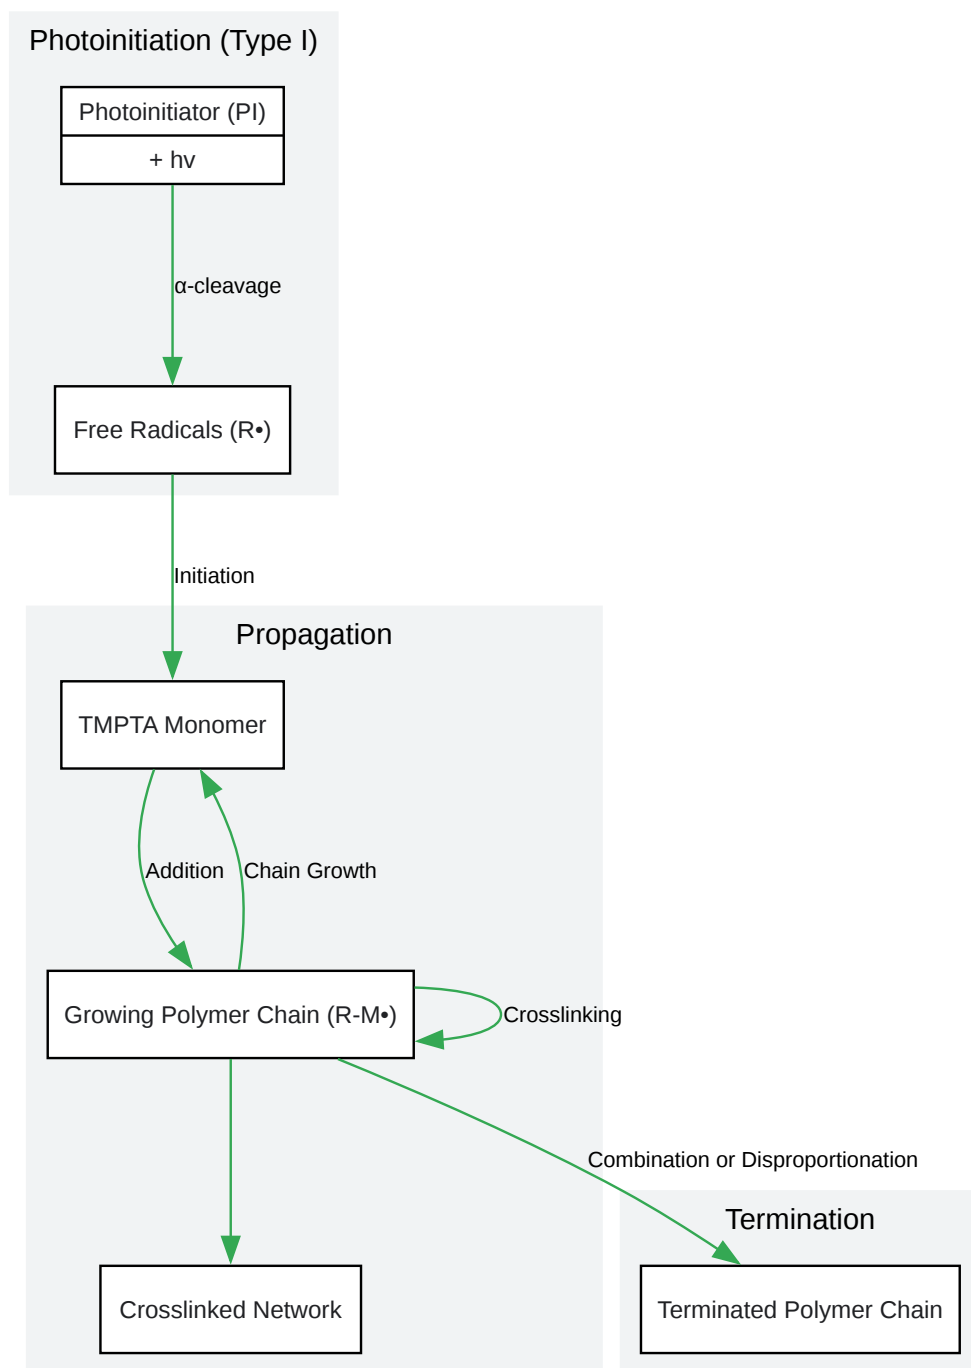 Photoinitiation (Type I)
Photoinitiator (PI)
+ hv
α-cleavage
Free Radicals (R•)
Initiation
Propagation
TMPTA Monomer
Addition
Chain Growth
Growing Polymer Chain (R-M•)
Crosslinking
Combination or Disproportionation
Termination
Crosslinked Network
Terminated Polymer Chain